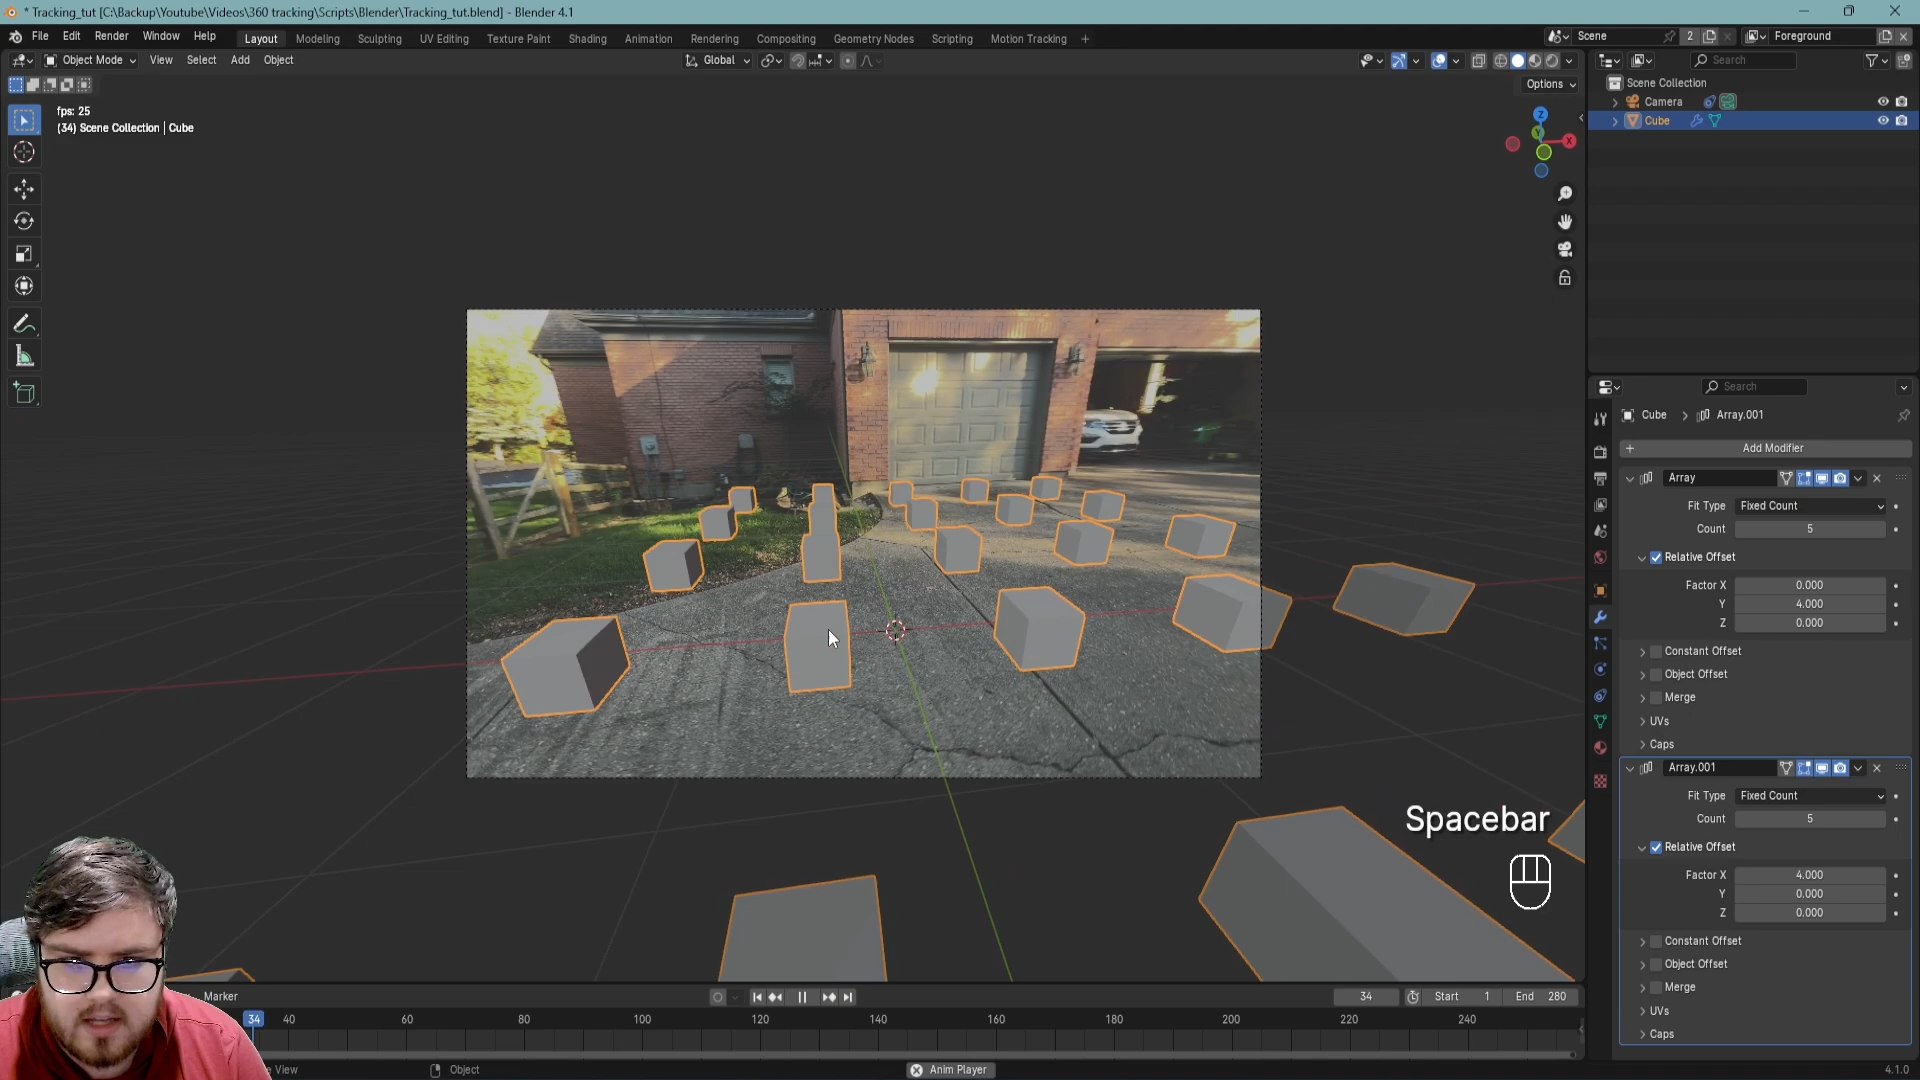 * Tracking_tut [C:\Backup\Youtube\Videos\360 tracking\Scripts\Blender\Tracking_tut.blend] - Blender 4.1
File Edit Render Window Help Layout Modeling Sculpting UV Editing Texture Paint Shading Animation Rendering Compositing Geometry Nodes Scripting Motion Tracking + Scene 2 Foreground
Object Mode View Select Add Object Global Search
Options
Scene Collection
Camera
Cube
fps: 25
(34) Scene Collection | Cube
Z
Y
X
Search
Cube > Array.001
+ Add Modifier
Array
Fit Type Fixed Count
Count 5
Relative Offset
Factor X 0.000
Y 4.000
Z 0.000
Constant Offset
Object Offset
Merge
UVs
Caps
Array.001
Fit Type Fixed Count
Count 5
Relative Offset
Factor X 4.000
Y 0.000
Z 0.000
Constant Offset
Object Offset
Merge
UVs
Caps
Spacebar
Marker 34 Start 1 End 280
34 40 60 80 100 120 140 160 180 200 220 240
View Object Anim Player 4.1.0